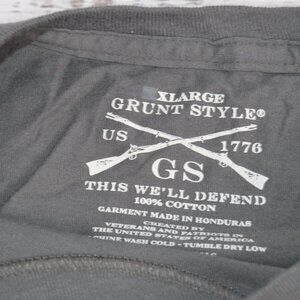 XLARGE
GRUNT STYLE®
US 1776
GS
THIS WE'LL DEFEND
100% COTTON
GARMENT MADE IN HONDURAS
CREATED BY
VETERANS AND PATRIOTS IN
THE UNITED STATES OF AMERICA
WASH COLD - TUMBLE DRY LOW